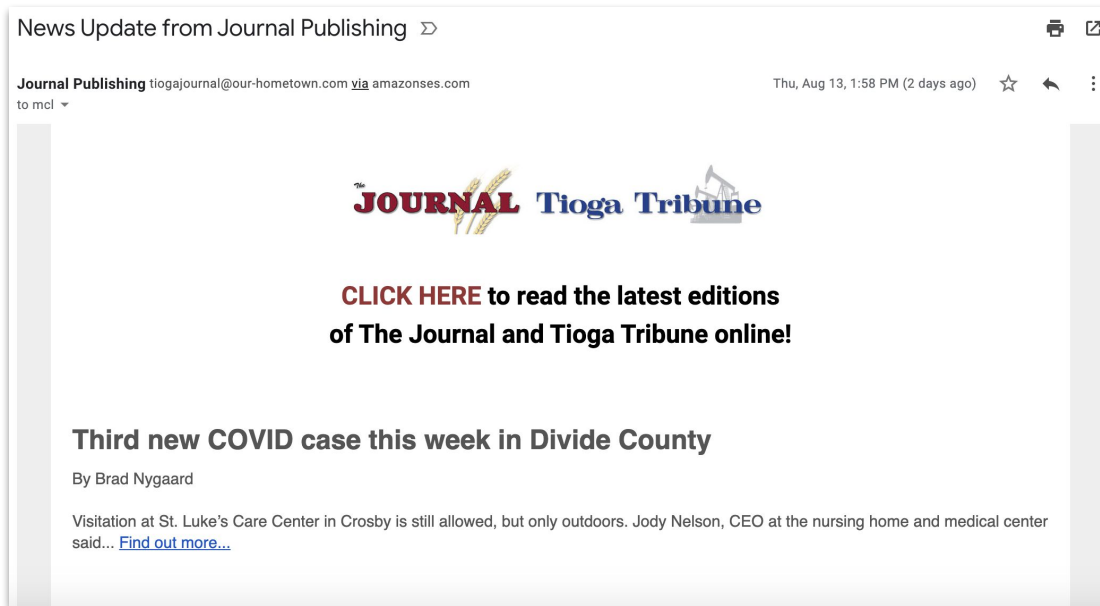 News Update from Journal Publishing
Journal Publishing tiogajournal@our-hometown.com via amazonses.com
Thu, Aug 13, 1:58 PM (2 days ago)
to mcl
The JOURNAL Tioga Tribune
CLICK HERE to read the latest editions
of The Journal and Tioga Tribune online!
Third new COVID case this week in Divide County
By Brad Nygaard
Visitation at St. Luke’s Care Center in Crosby is still allowed, but only outdoors. Jody Nelson, CEO at the nursing home and medical center
said... Find out more...